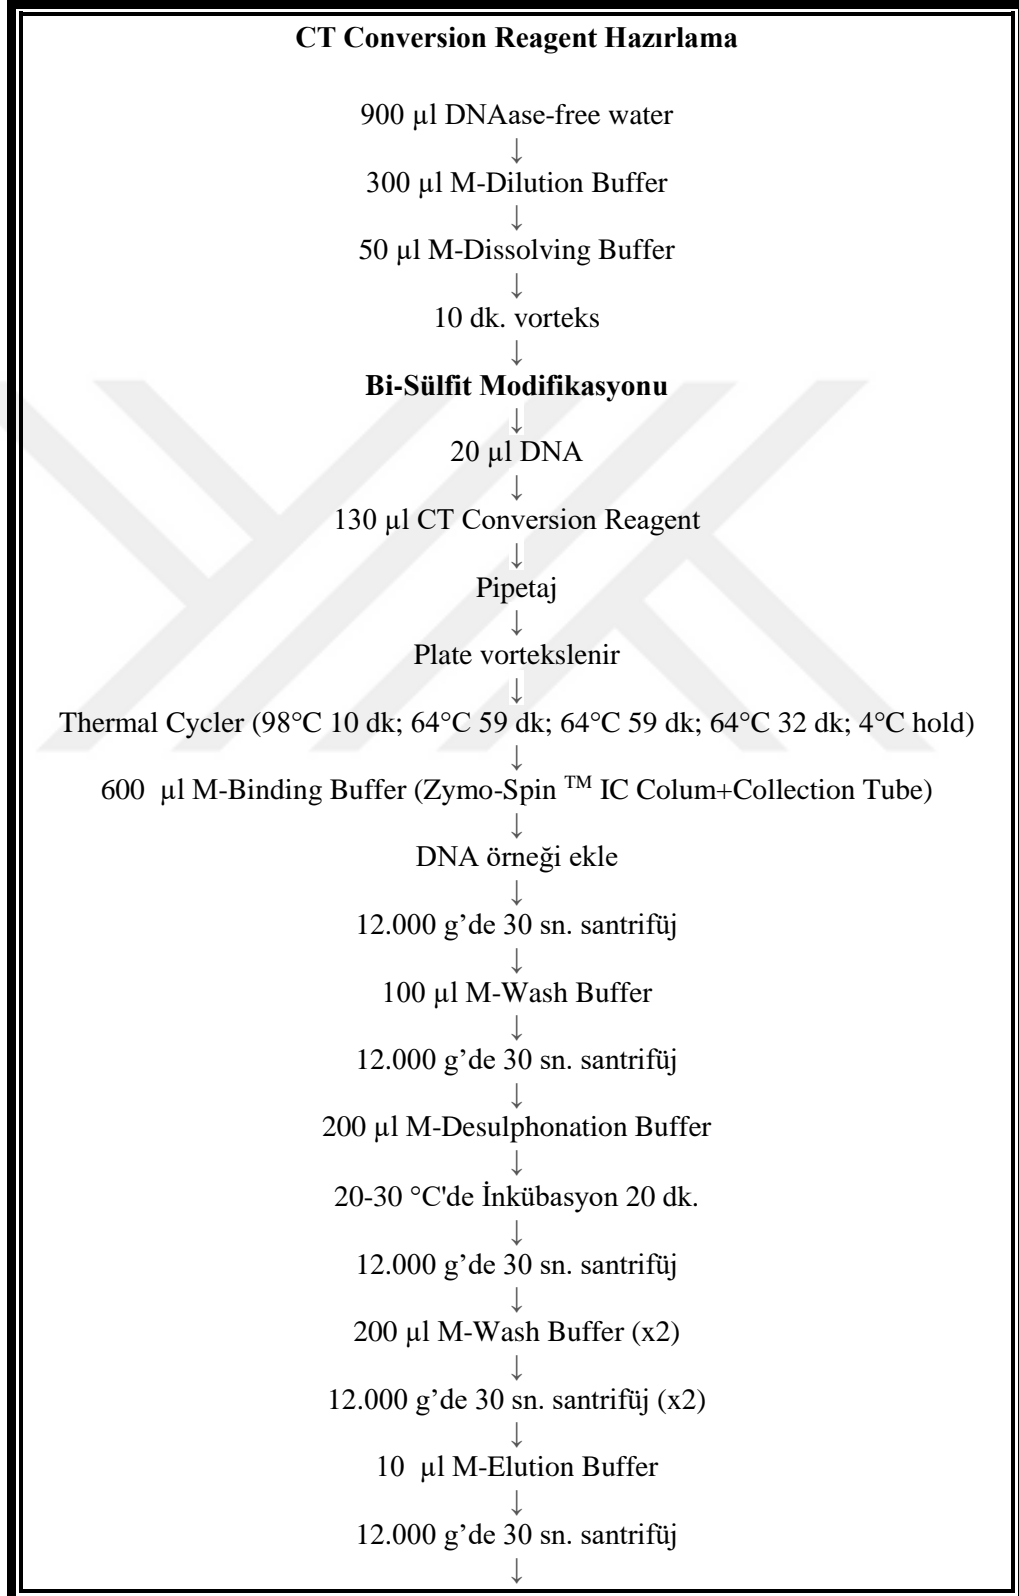 CT Conversion Reagent Hazırlama
900 µl DNAase-free water
↓
300 µl M-Dilution Buffer
↓
50 µl M-Dissolving Buffer
↓
10 dk. vorteks
↓
Bi-Sülfit Modifikasyonu
↓
20 µl DNA
↓
130 µl CT Conversion Reagent
↓
Pipetaj
↓
Plate vortekslenir
↓
Thermal Cycler (98°C 10 dk; 64°C 59 dk; 64°C 59 dk; 64°C 32 dk; 4°C hold)
↓
600  µl M-Binding Buffer (Zymo-Spin TM IC Colum+Collection Tube)
↓
DNA örneği ekle
↓
12.000 g’de 30 sn. santrifüj
↓
100 µl M-Wash Buffer
↓
12.000 g’de 30 sn. santrifüj
↓
200 µl M-Desulphonation Buffer
↓
20-30 °C'de İnkübasyon 20 dk.
↓
12.000 g’de 30 sn. santrifüj
↓
200 µl M-Wash Buffer (x2)
↓
12.000 g’de 30 sn. santrifüj (x2)
↓
10  µl M-Elution Buffer
↓
12.000 g’de 30 sn. santrifüj
↓